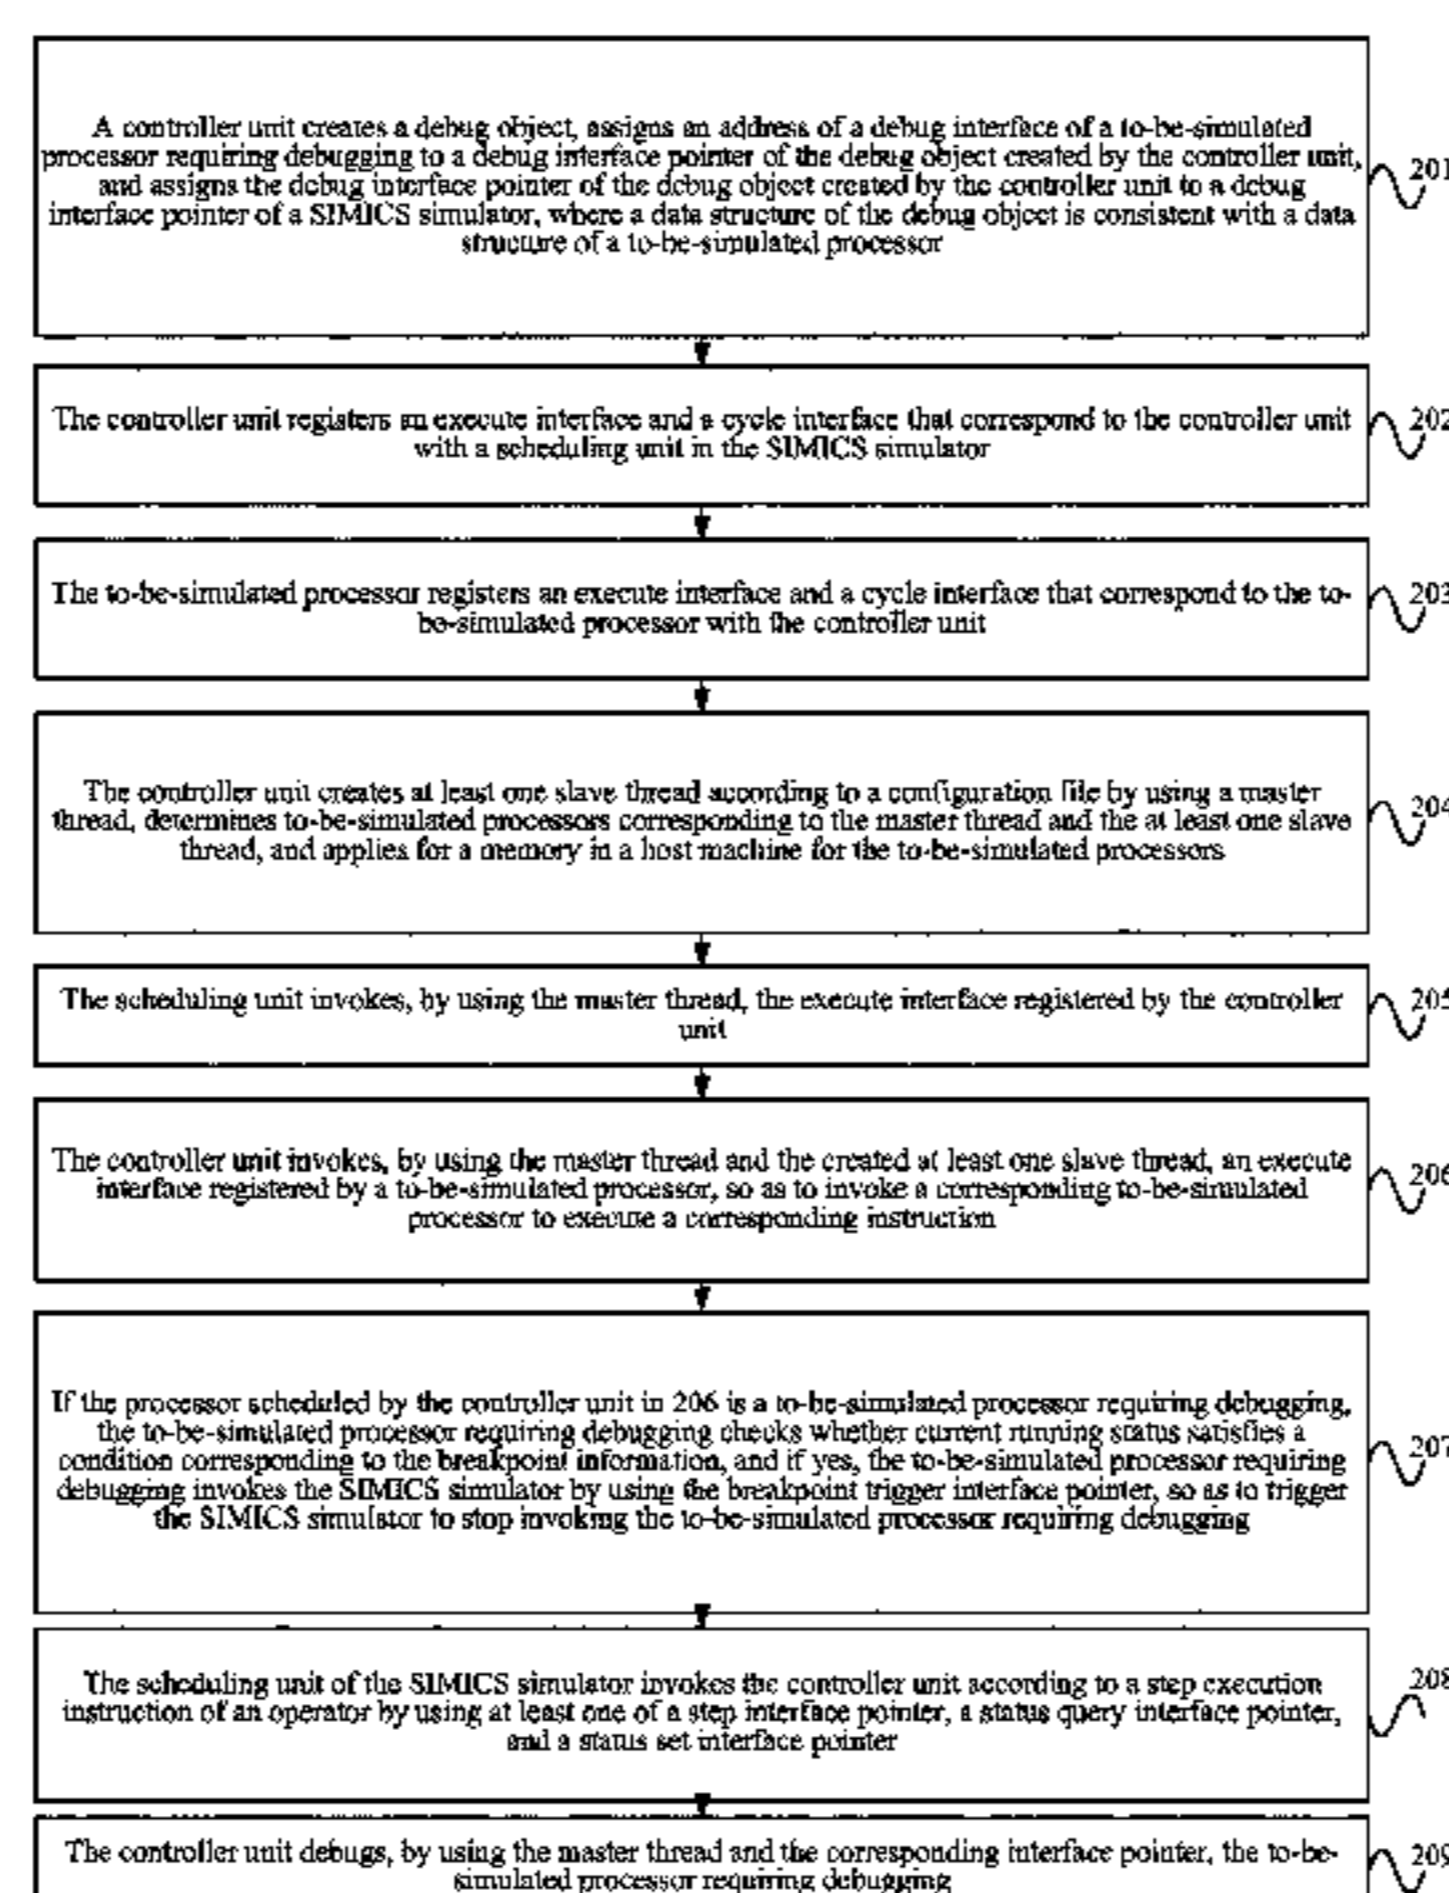 A controller unit creates a debug object, assigns an address of a debug interface of a to-be-simulated
processor requiring debugging to a debug interface pointer of the debug object created by the controller unit,
and assigns the debug interface pointer of the debug object created by the controller unit to a debug
interface pointer of a SIMICS simulator, where a data structure of the debug object is consistent with a data
structure of a to-be-simulated processor
201
The controller unit registers an execute interface and a cycle interface that correspond to the controller unit
with a scheduling unit in the SIMICS simulator
202
The to-be-simulated processor registers an execute interface and a cycle interface that correspond to the to-
be-simulated processor with the controller unit
203
The controller unit creates at least one slave thread according to a configuration file by using a master
thread, determines to-be-simulated processors corresponding to the master thread and the at least one slave
thread, and applies for a memory in a host machine for the to-be-simulated processors
204
The scheduling unit invokes, by using the master thread, the execute interface registered by the controller
unit
205
The controller unit invokes, by using the master thread and the created at least one slave thread, an execute
interface registered by a to-be-simulated processor, so as to invoke a corresponding to-be-simulated
processor to execute a corresponding instruction
206
If the processor scheduled by the controller unit in 206 is a to-be-simulated processor requiring debugging,
the to-be-simulated processor requiring debugging checks whether current running status satisfies a
condition corresponding to the breakpoint information, and if yes, the to-be-simulated processor requiring
debugging invokes the SIMICS simulator by using the breakpoint trigger interface pointer, so as to trigger
the SIMICS simulator to stop invoking the to-be-simulated processor requiring debugging
207
The scheduling unit of the SIMICS simulator invokes the controller unit according to a step execution
instruction of an operator by using at least one of a step interface pointer, a status query interface pointer,
and a status set interface pointer
208
The controller unit debugs, by using the master thread and the corresponding interface pointer, the to-be-
simulated processor requiring debugging
209